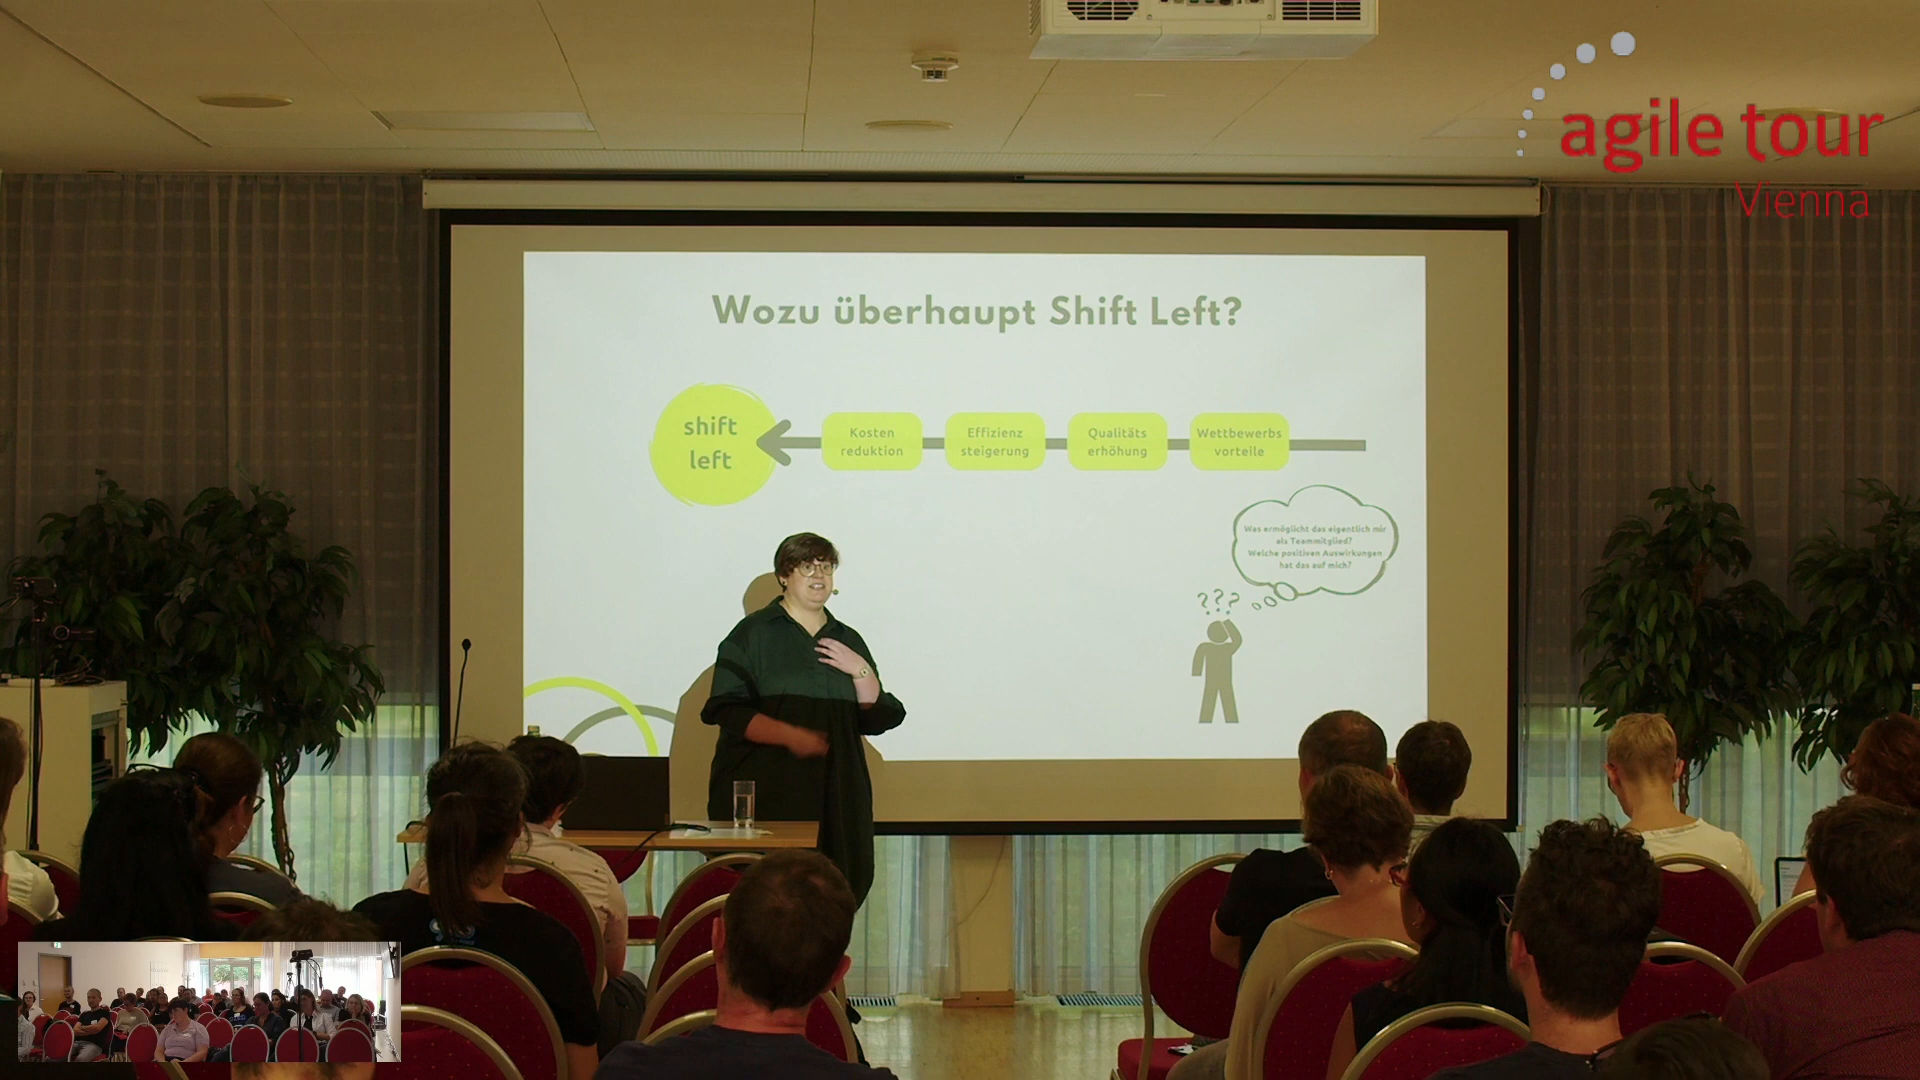 agile tour
Vienna
Wozu überhaupt Shift Left?
shift
left
Kosten
reduktion
Effizienz
steigerung
Qualitäts
erhöhung
Wettbewerbs
vorteile
Was ermöglicht das eigentlich mir
als Teammitglied?
Welche positiven Auswirkungen
hat das auf mich?
???